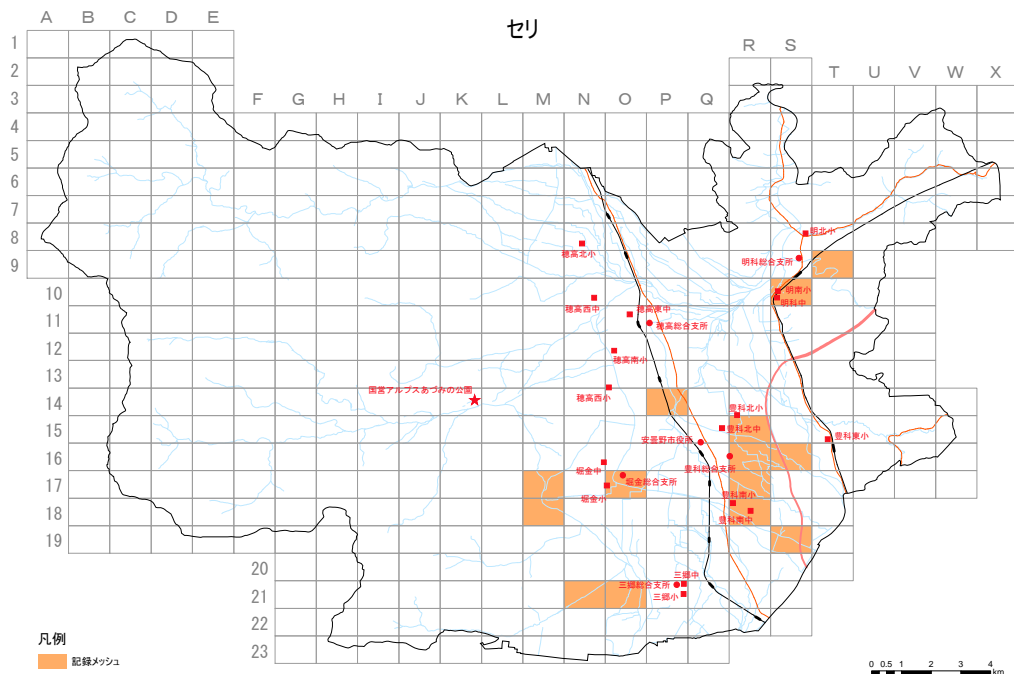 セリ
A B C D E
R S
T U V W X
F G H I J K L M N O P Q
1
2
3
4
5
6
7
8
9
10
11
12
13
14
15
16
17
18
19
20
21
22
23
明北小
穂高北小
明科総合支所
明南小
明科中
穂高西中
穂高東中
穂高総合支所
穂高南小
国営アルプスあづみの公園
穂高西小
豊科北小
豊科北中
安曇野市役所
豊科東小
豊科総合支所
堀金中
堀金総合支所
堀金小
豊科南小
豊科南中
三郷中
三郷総合支所
三郷小
凡例
記録メッシュ
0 0.5 1 2 3 4
km